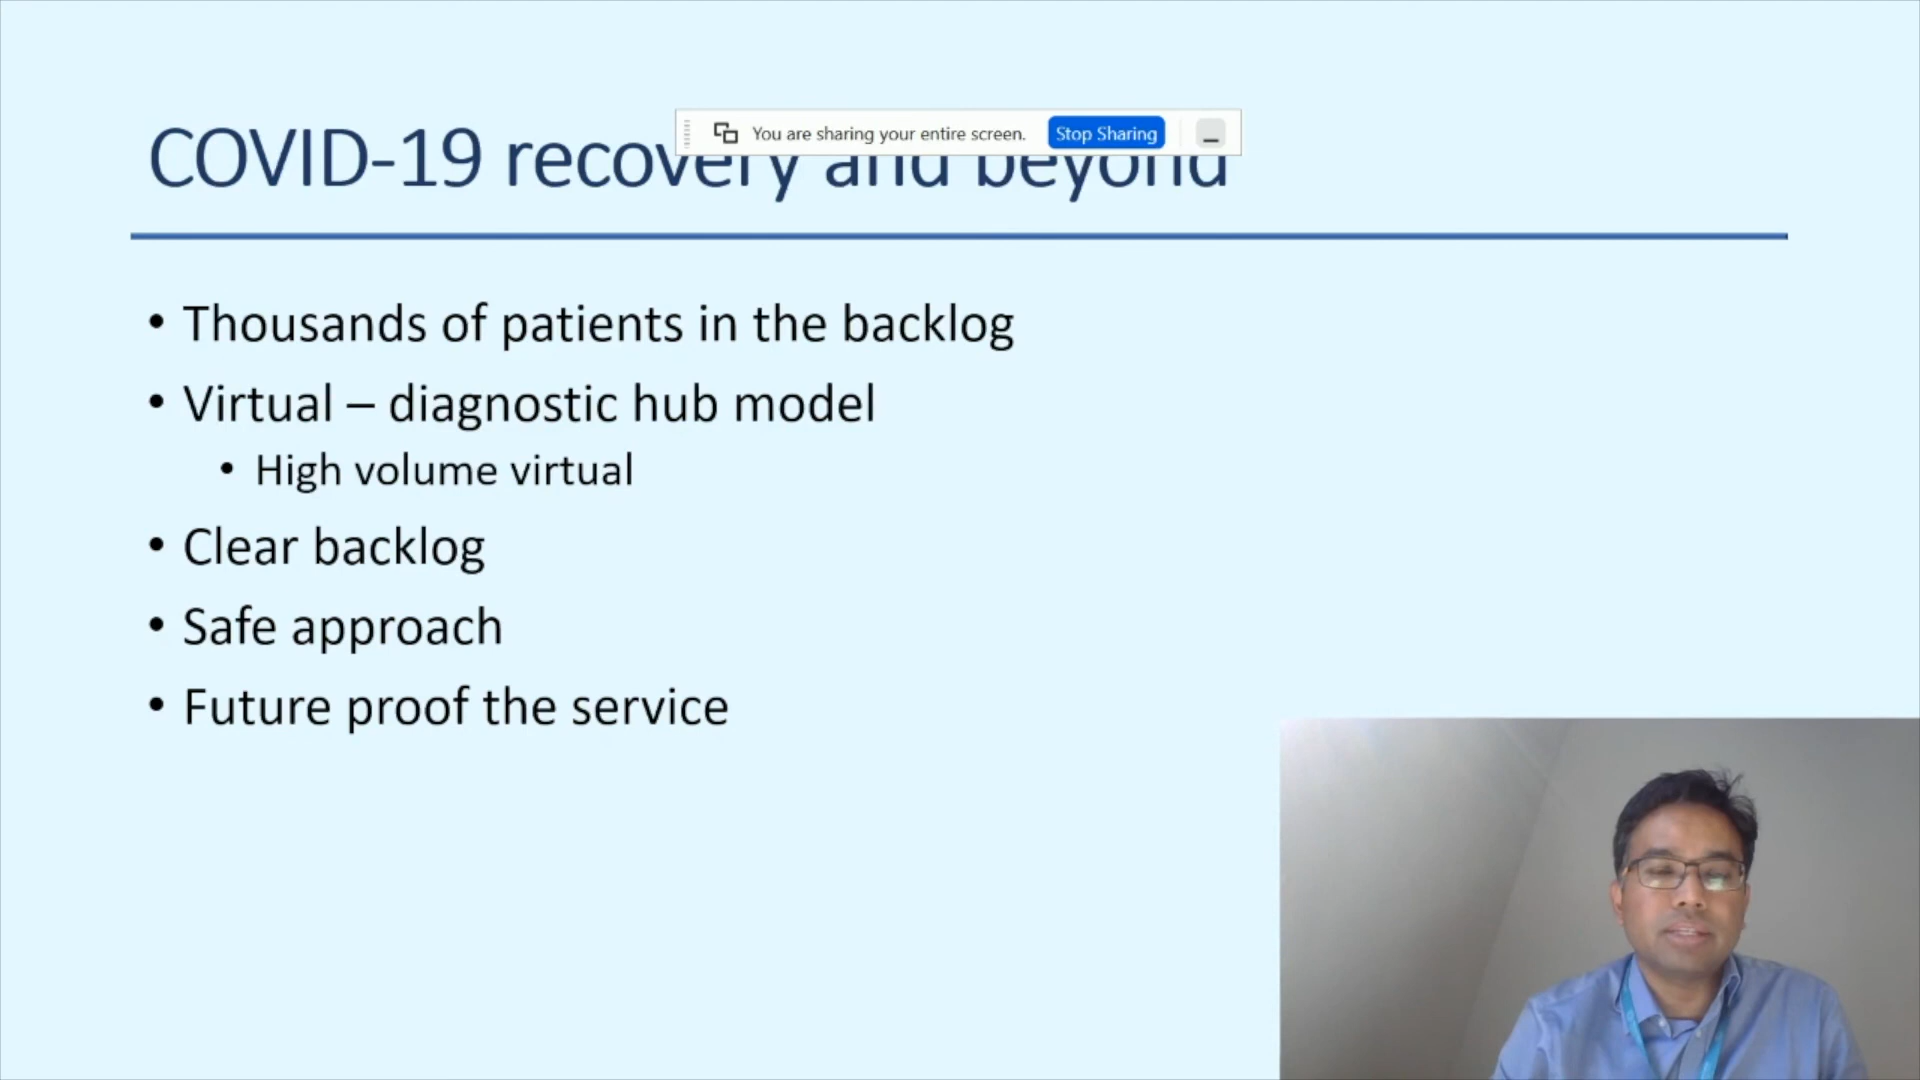 You are sharing your entire screen. Stop Sharing
COVID-19 recovery and beyond
• Thousands of patients in the backlog
• Virtual – diagnostic hub model
• High volume virtual
• Clear backlog
• Safe approach
• Future proof the service